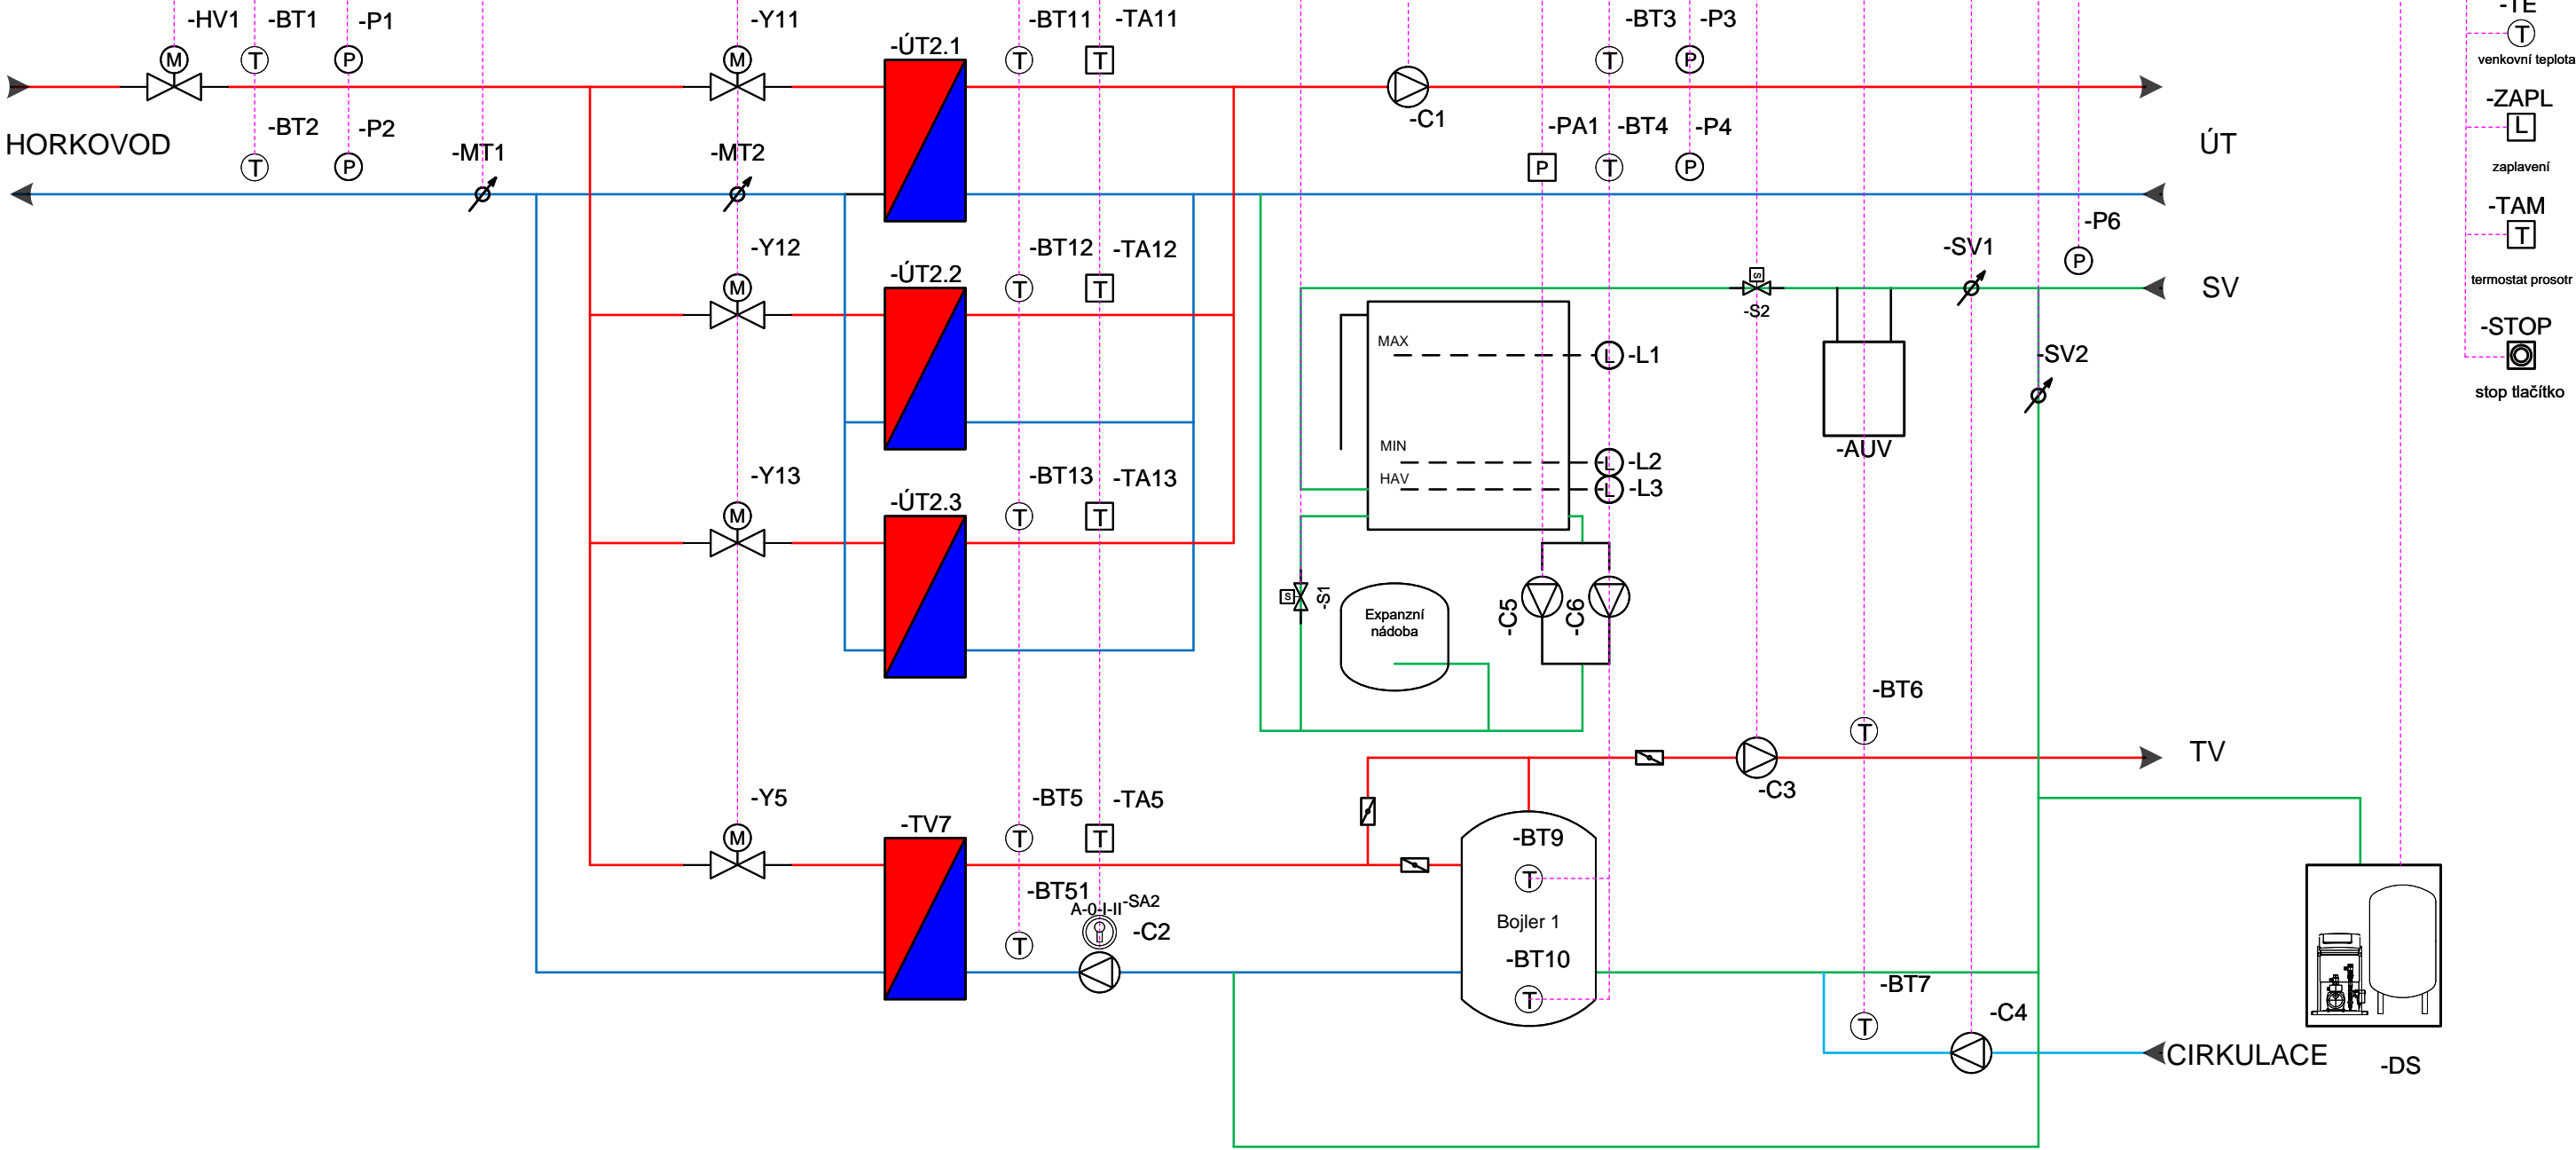 -HV1 -BT1 -P1 -Y11 -BT11 -TA11 -BT3 -P3 -TE
M T P M -ÚT2.1 T T T P T
venkovní teplota
-BT2 -P2 -C1 -PA1 -BT4 -P4 -ZAPL
L
HORKOVOD -MT1 -MT2 ÚT
T P P T P zaplavení
-TAM
-P6 T
-Y12 -BT12 -TA12 -SV1 P
-ÚT2.2 S termostat prosotr
M T T SV
-S2
-STOP
MAX L -L1 -SV2
stop tlačítko
MIN L -L2 -AUV
HAV L -L3
-Y13 -BT13 -TA13
-ÚT2.3
M T T
S -S1 -C5 -C6
Expanzní
nádoba
-BT6
T
TV
-C3
-Y5 -BT5 -TA5
-TV7
M T T -BT9
T
-BT51 -SA2
A-0-I-II
-C2 Bojler 1
T -BT10
T
-BT7
T -C4
CIRKULACE
-DS